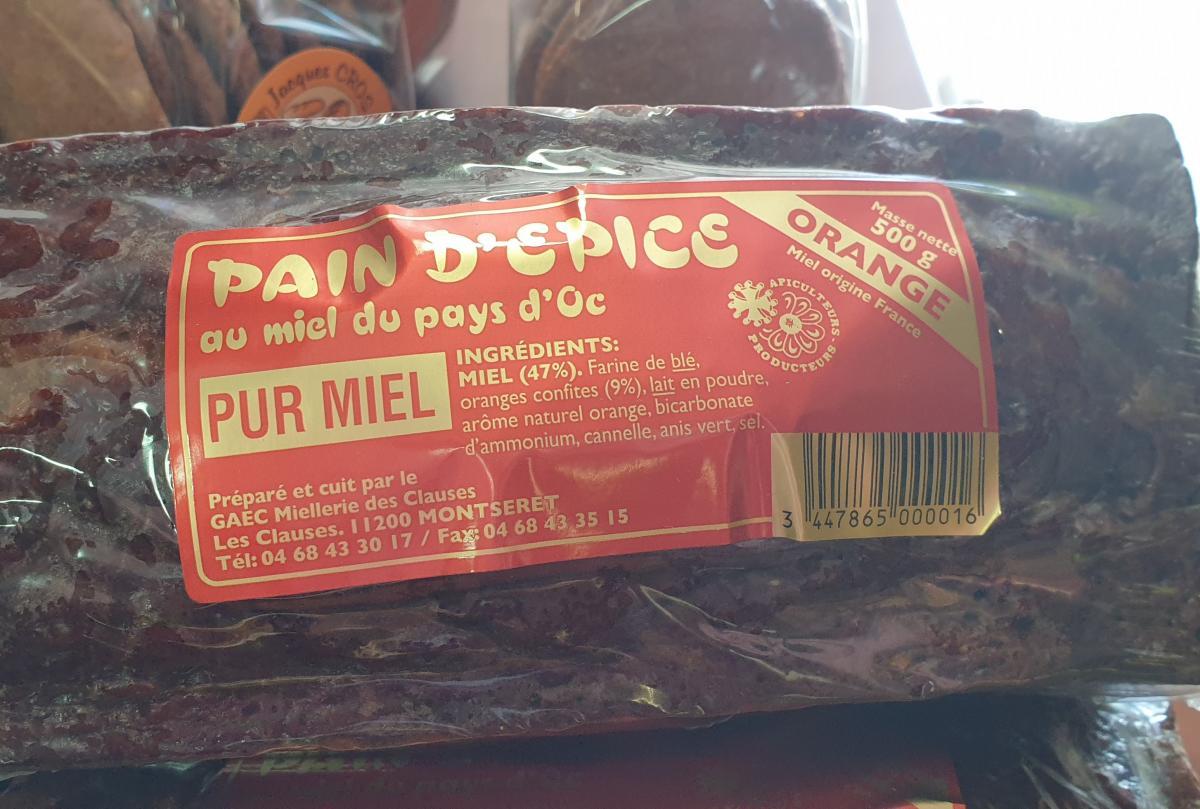 Jacques CROS
PAIN D'EPICE
au miel du pays d'Oc
PUR MIEL
INGRÉDIENTS:
MIEL (47%). Farine de blé,
oranges confites (9%), lait en poudre,
arôme naturel orange, bicarbonate
d'ammonium, cannelle, anis vert, sel.
Masse nette
500 g
ORANGE
Miel origine France
APICULTEURS - PRODUCTEURS
Préparé et cuit par le
GAEC Miellerie des Clauses
Les Clauses. 11200 MONTSERET
Tél: 04 68 43 30 17 / Fax: 04 68 43 35 15
3 447865 000016
PAIN